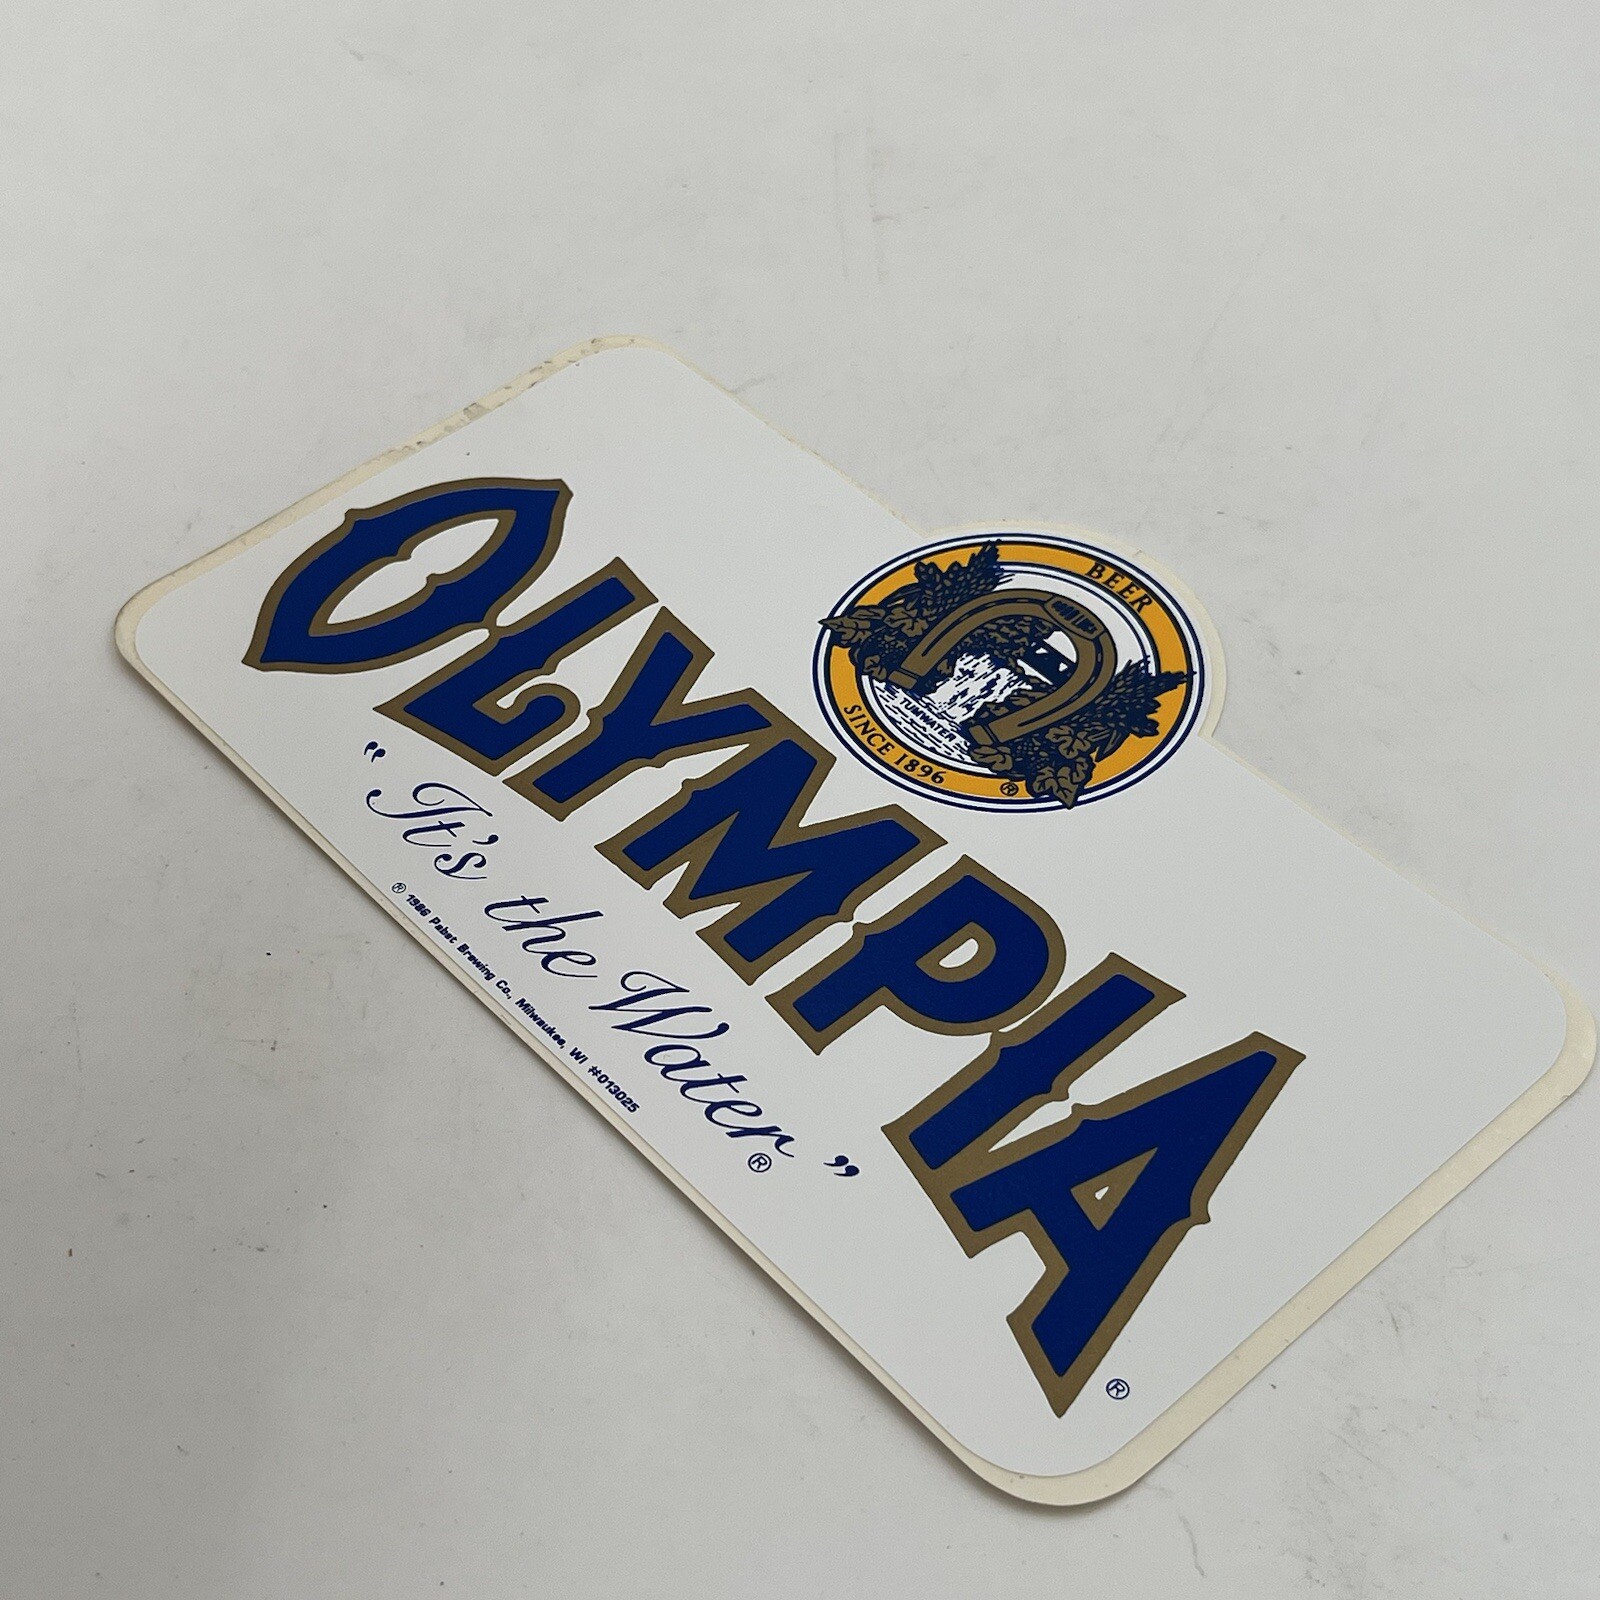 BEER
TUMWATER
SINCE 1896
®
OLYMPIA
®
“It's the Water”
®
® 1986 Pabst Brewing Co., Milwaukee, WI #013025